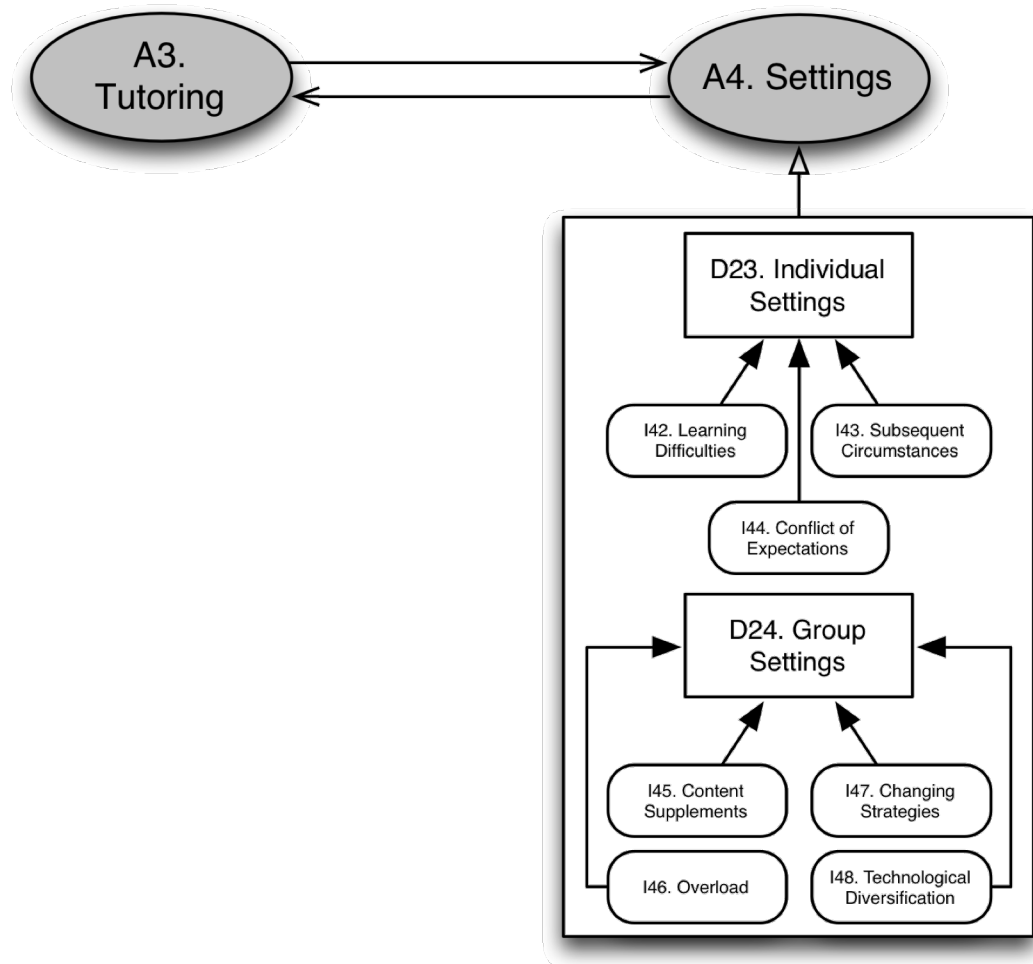 A3.
Tutoring
A4. Settings
D23. Individual
Settings
I42. Learning
Difficulties
I43. Subsequent
Circumstances
I44. Conflict of
Expectations
D24. Group
Settings
I45. Content
Supplements
I47. Changing
Strategies
I46. Overload
I48. Technological
Diversification